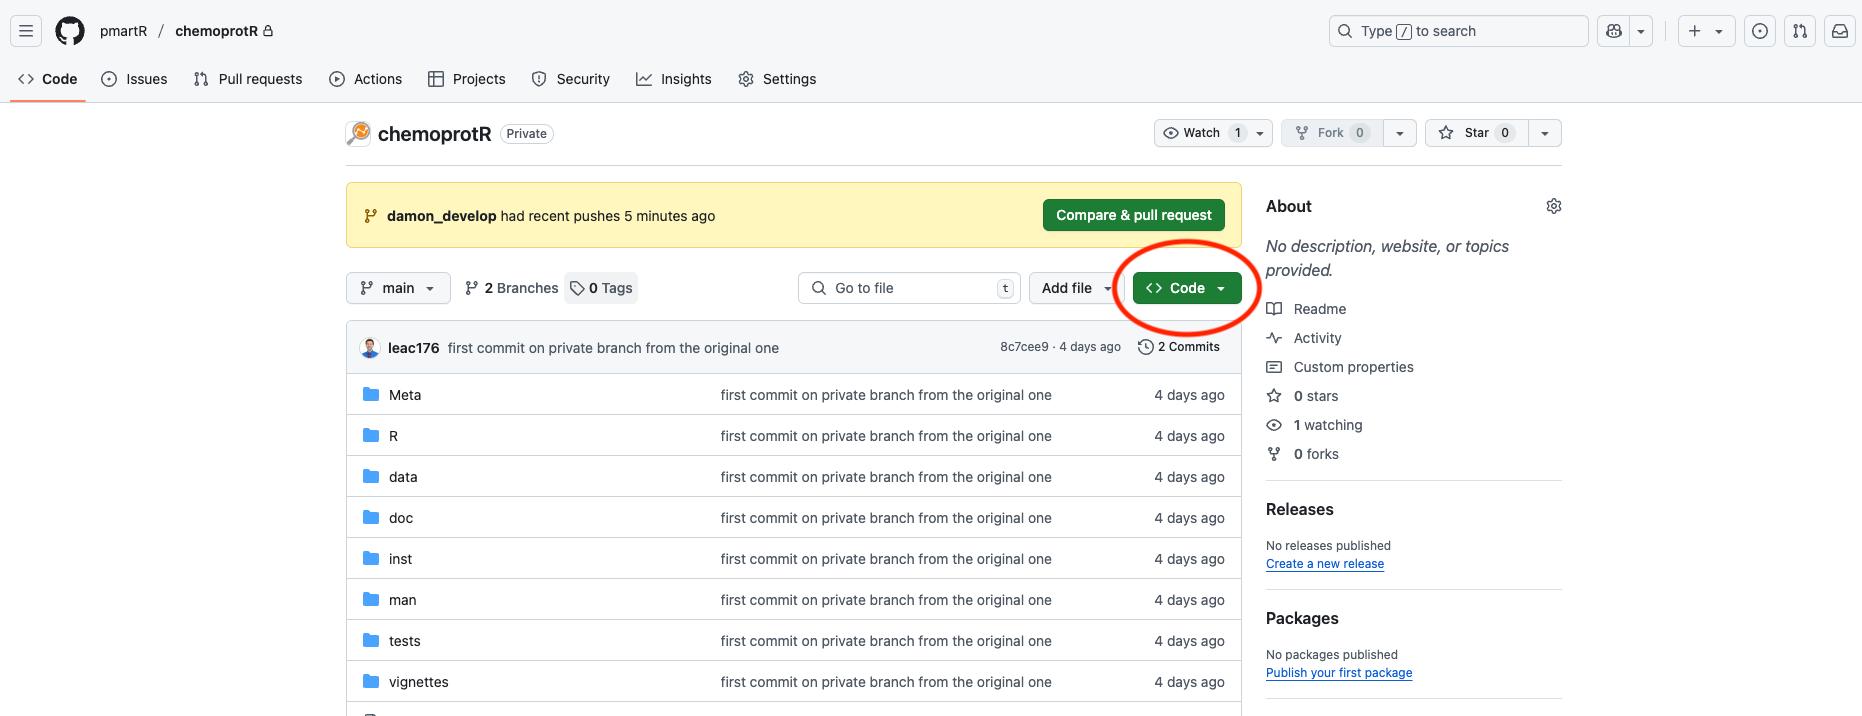 pmartR / chemoprotR
Type / to search
Code Issues Pull requests Actions Projects Security Insights Settings
chemoprotR Private
Watch 1 Fork 0 Star 0
damon_develop had recent pushes 5 minutes ago
Compare & pull request
main 2 Branches 0 Tags
Go to file t
Add file
Code
leac176 first commit on private branch from the original one 8c7cee9 · 4 days ago 2 Commits
Meta first commit on private branch from the original one 4 days ago
R first commit on private branch from the original one 4 days ago
data first commit on private branch from the original one 4 days ago
doc first commit on private branch from the original one 4 days ago
inst first commit on private branch from the original one 4 days ago
man first commit on private branch from the original one 4 days ago
tests first commit on private branch from the original one 4 days ago
vignettes first commit on private branch from the original one 4 days ago
About
No description, website, or topics
provided.
Readme
Activity
Custom properties
0 stars
1 watching
0 forks
Releases
No releases published
Create a new release
Packages
No packages published
Publish your first package